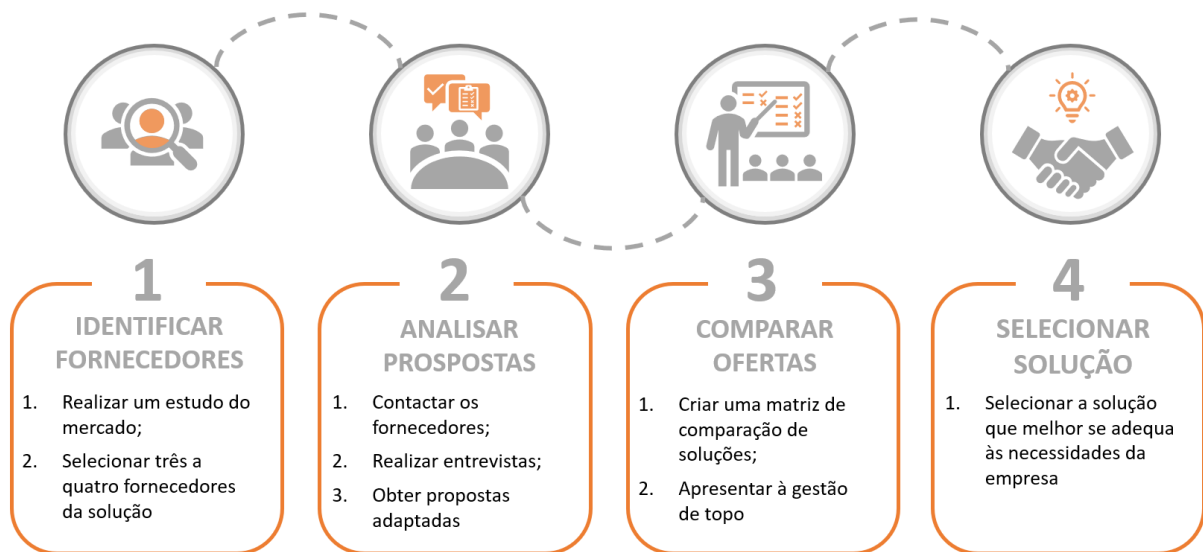 1
IDENTIFICAR
FORNECEDORES
1. Realizar um estudo do
mercado;
2. Selecionar três a
quatro fornecedores
da solução
2
ANALISAR
PROSPOSTAS
1. Contactar os
fornecedores;
2. Realizar entrevistas;
3. Obter propostas
adaptadas
3
COMPARAR
OFERTAS
1. Criar uma matriz de
comparação de
soluções;
2. Apresentar à gestão
de topo
4
SELECIONAR
SOLUÇÃO
1. Selecionar a solução
que melhor se adequa
às necessidades da
empresa